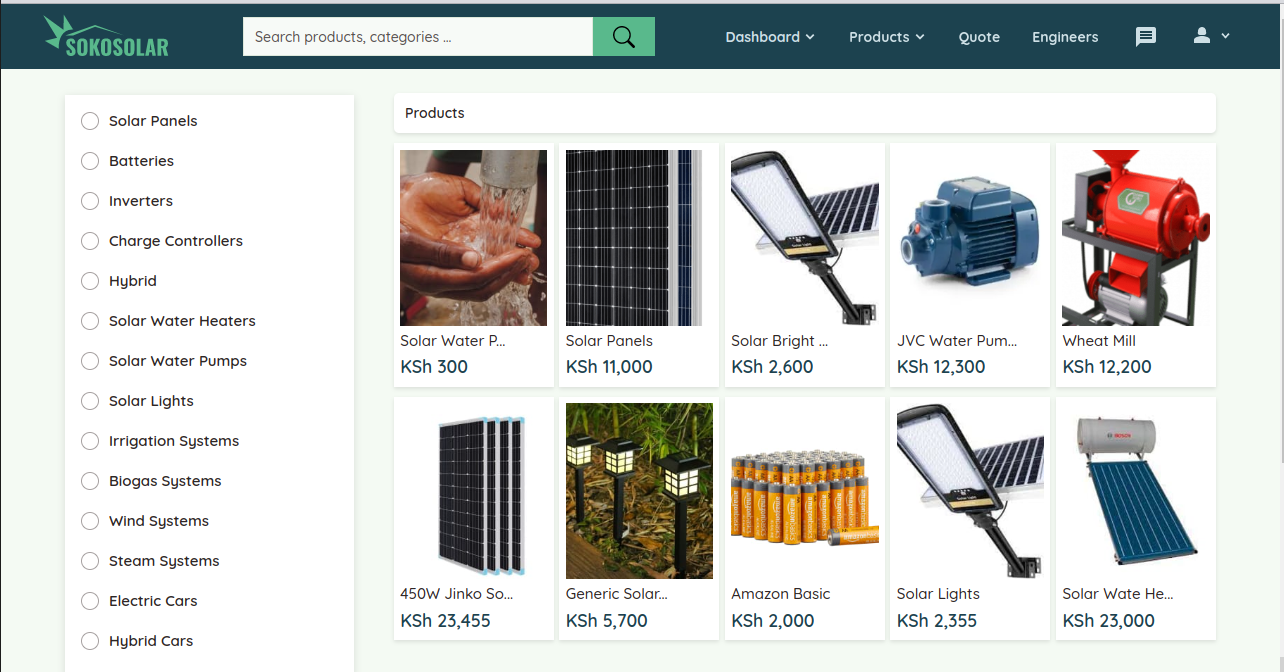 SOKOSOLAR
Search products, categories ...
Dashboard
Products
Quote
Engineers
Solar Panels
Batteries
Inverters
Charge Controllers
Hybrid
Solar Water Heaters
Solar Water Pumps
Solar Lights
Irrigation Systems
Biogas Systems
Wind Systems
Steam Systems
Electric Cars
Hybrid Cars
Products
Solar Water P...
KSh 300
Solar Panels
KSh 11,000
Solar Bright ...
KSh 2,600
JVC Water Pum...
KSh 12,300
Wheat Mill
KSh 12,200
450W Jinko So...
KSh 23,455
Generic Solar...
KSh 5,700
Amazon Basic
KSh 2,000
Solar Lights
KSh 2,355
Solar Wate He...
KSh 23,000